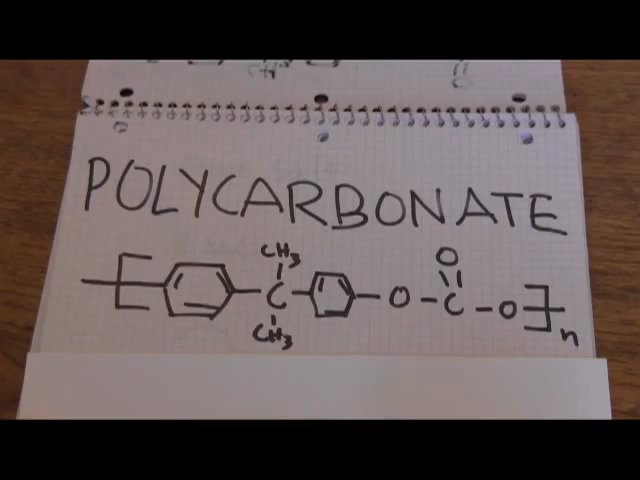 POLYCARBONATE
O
CH3
C O C O n
CH3